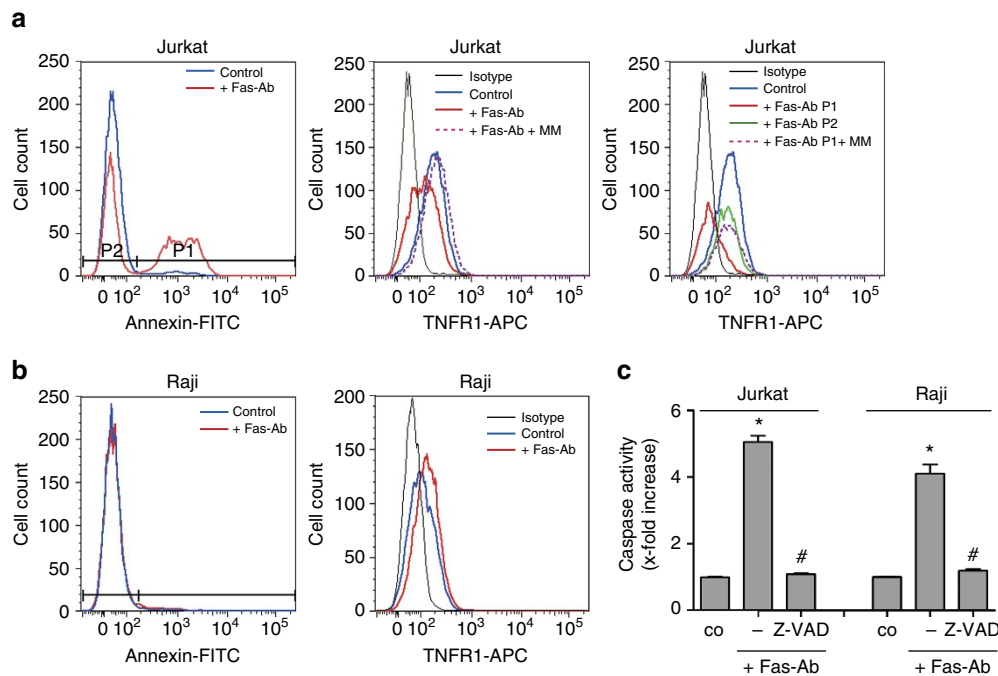 a
Jurkat
250
200
150
100
50
0
Cell count
Control
+ Fas-Ab
P2
P1
0 10² 10³ 10⁴ 10⁵
Annexin-FITC
Jurkat
250
200
150
100
50
0
Cell count
Isotype
Control
+ Fas-Ab
+ Fas-Ab + MM
0 10² 10³ 10⁴ 10⁵
TNFR1-APC
Jurkat
250
200
150
100
50
0
Cell count
Isotype
Control
+ Fas-Ab P1
+ Fas-Ab P2
+ Fas-Ab P1+ MM
0 10² 10³ 10⁴ 10⁵
TNFR1-APC
b
Raji
250
200
150
100
50
0
Cell count
Control
+ Fas-Ab
0 10² 10³ 10⁴ 10⁵
Annexin-FITC
Raji
200
150
100
50
0
Cell count
Isotype
Control
+ Fas-Ab
0 10² 10³ 10⁴ 10⁵
TNFR1-APC
c
Jurkat
Raji
6
4
2
0
Caspase activity
(x-fold increase)
*
#
*
#
co – Z-VAD co – Z-VAD
+ Fas-Ab
+ Fas-Ab